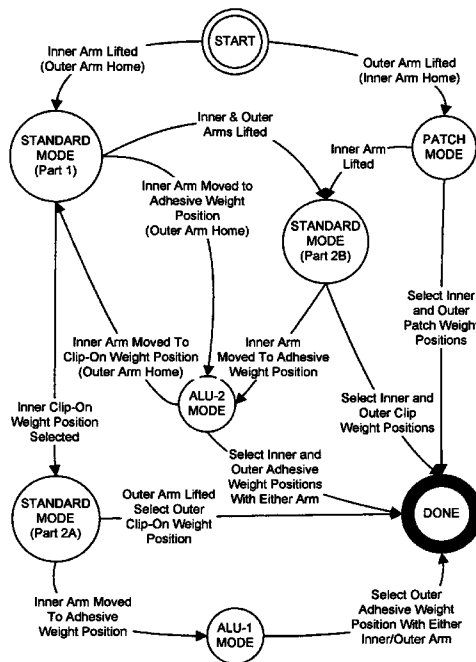 START
Inner Arm Lifted
(Outer Arm Home)
Outer Arm Lifted
(Inner Arm Home)
STANDARD
MODE
(Part 1)
Inner & Outer
Arms Lifted
Inner Arm
Lifted
PATCH
MODE
Inner Arm Moved to
Adhesive Weight
Position
(Outer Arm Home)
STANDARD
MODE
(Part 2B)
Select Inner
and Outer
Patch Weight
Positions
Inner Arm Moved To
Clip-On Weight Position
(Outer Arm Home)
Inner Arm
Moved To Adhesive
Weight Position
ALU-2
MODE
Inner Clip-On
Weight Position
Selected
Select Inner and
Outer Clip
Weight Positions
Select Inner and
Outer Adhesive
Weight Positions
With Either Arm
STANDARD
MODE
(Part 2A)
Outer Arm Lifted
Select Outer
Clip-On Weight
Position
DONE
Inner Arm Moved
To Adhesive
Weight Position
ALU-1
MODE
Select Outer
Adhesive Weight
Position With Either
Inner/Outer Arm